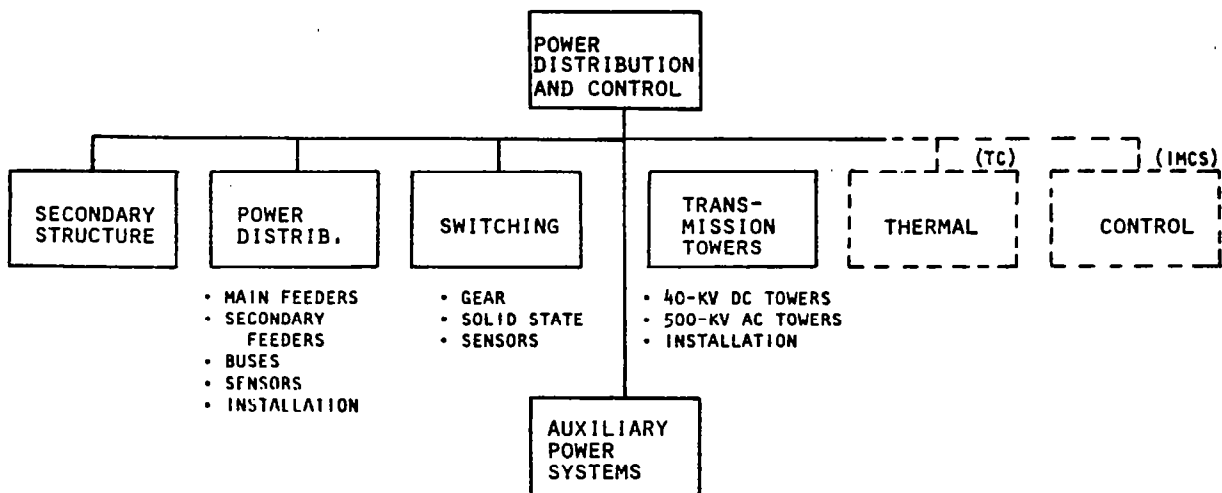 POWER
DISTRIBUTION
AND CONTROL
(TC)
(IMCS)
SECONDARY
STRUCTURE
POWER
DISTRIB.
SWITCHING
TRANS-
MISSION
TOWERS
THERMAL
CONTROL
• MAIN FEEDERS
• SECONDARY
FEEDERS
• BUSES
• SENSORS
• INSTALLATION
• GEAR
• SOLID STATE
• SENSORS
• 40-KV DC TOWERS
• 500-KV AC TOWERS
• INSTALLATION
AUXILIARY
POWER
SYSTEMS